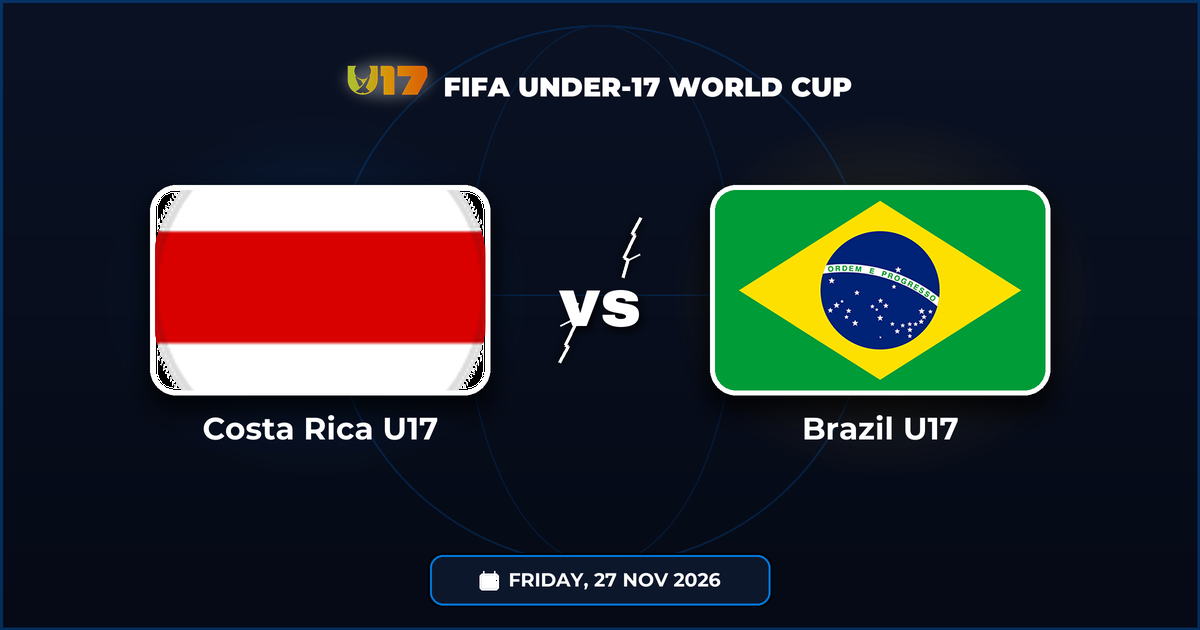 U17 FIFA UNDER-17 WORLD CUP
VS
ORDEM E PROGRESSO
Costa Rica U17
Brazil U17
FRIDAY, 27 NOV 2026